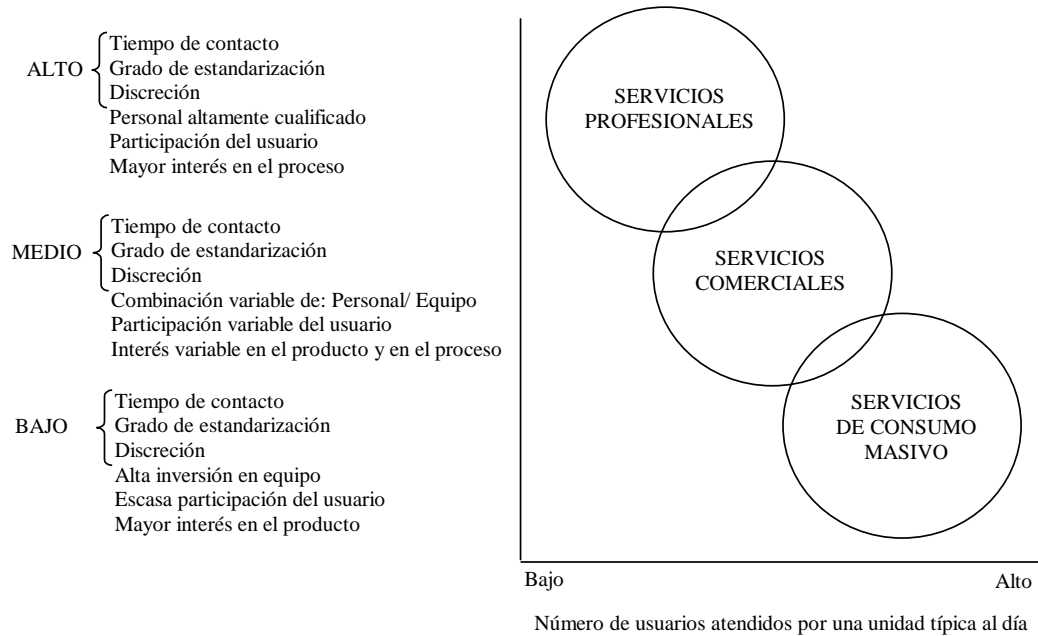 ALTO
Tiempo de contacto
Grado de estandarización
Discreción
Personal altamente cualificado
Participación del usuario
Mayor interés en el proceso
MEDIO
Tiempo de contacto
Grado de estandarización
Discreción
Combinación variable de: Personal/ Equipo
Participación variable del usuario
Interés variable en el producto y en el proceso
BAJO
Tiempo de contacto
Grado de estandarización
Discreción
Alta inversión en equipo
Escasa participación del usuario
Mayor interés en el producto
SERVICIOS
PROFESIONALES
SERVICIOS
COMERCIALES
SERVICIOS
DE CONSUMO
MASIVO
Bajo
Alto
Número de usuarios atendidos por una unidad típica al día